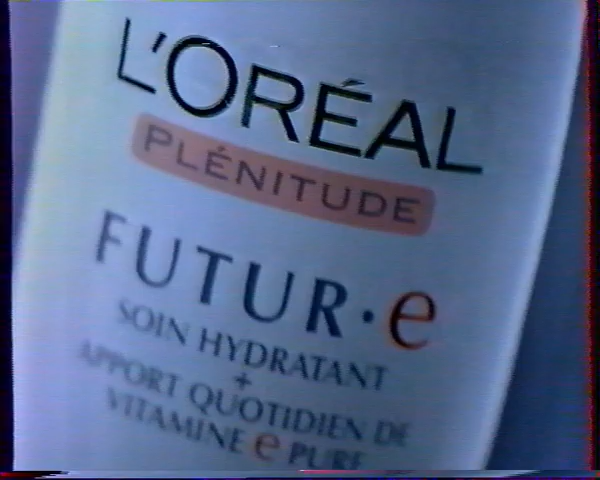 L'ORÉAL
PLÉNITUDE
FUTUR·e
SOIN HYDRATANT
+
APPORT QUOTIDIEN DE
VITAMINE e PURE